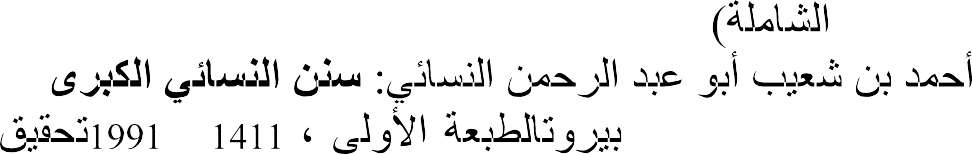 الشاملة)
أحمد بن شعيب أبو عبد الرحمن النسائي: سنن النسائي الكبرى
بيروتالطبعة الأولى ، 1411 1991تحقيق